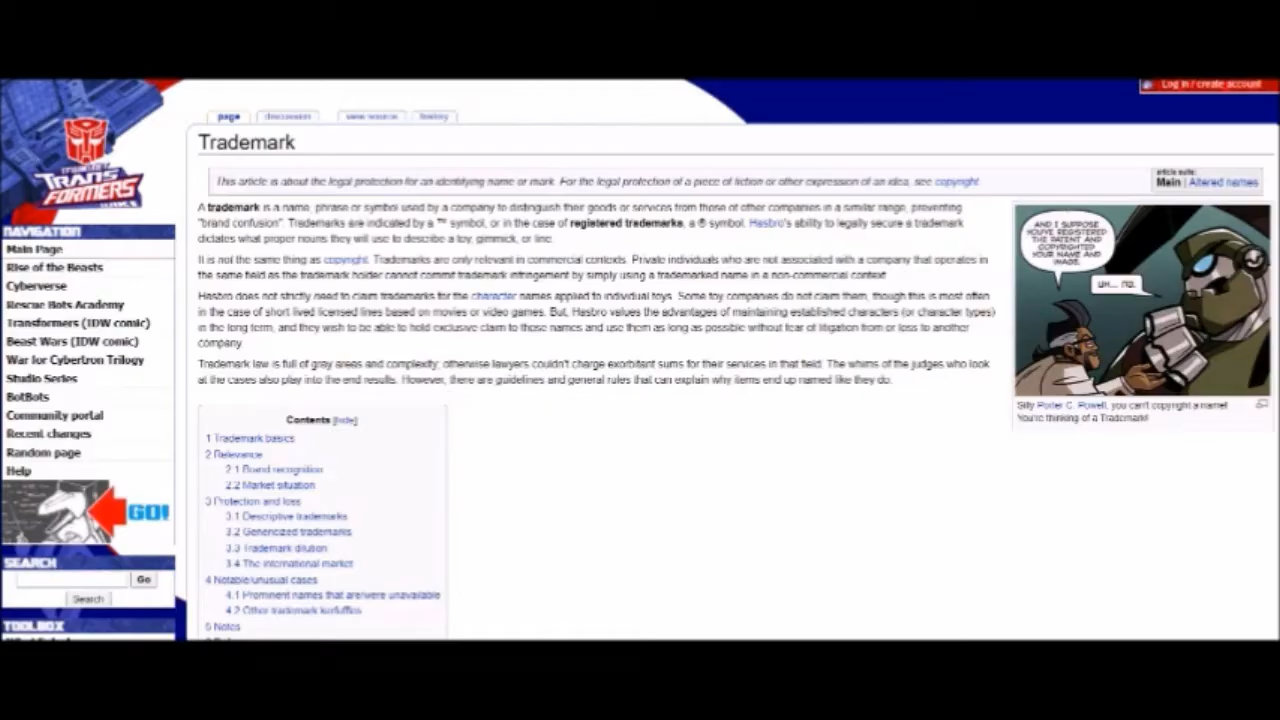 Log in / create account
page discussion view source history
Trademark
This article is about the legal protection for an identifying name or mark. For the legal protection of a piece of fiction or other expression of an idea, see copyright.
article suite:
Main | Altered names
A trademark is a name, phrase or symbol used by a company to distinguish their goods or services from those of other companies in a similar range, preventing
"brand confusion". Trademarks are indicated by a ™ symbol, or in the case of registered trademarks, a ® symbol. Hasbro's ability to legally secure a trademark
dictates what proper nouns they will use to describe a toy, gimmick, or line.
It is not the same thing as copyright. Trademarks are only relevant in commercial contexts. Private individuals who are not associated with a company that operates in
the same field as the trademark holder cannot commit trademark infringement by simply using a trademarked name in a non-commercial context.
Hasbro does not strictly need to claim trademarks for the character names applied to individual toys. Some toy companies do not claim them, though this is most often
in the case of short lived licensed lines based on movies or video games. But, Hasbro values the advantages of maintaining established characters (or character types)
in the long term, and they wish to be able to hold exclusive claim to those names and use them as long as possible without fear of litigation from or loss to another
company.
Trademark law is full of gray areas and complexity; otherwise lawyers couldn't charge exorbitant sums for their services in that field. The whims of the judges who look
at the cases also play into the end results. However, there are guidelines and general rules that can explain why items end up named like they do.
AND I SUPPOSE
YOU'VE REGISTERED
THE PATENT AND
COPYRIGHTED
YOUR NAME AND
IMAGE.
UH... NO.
Silly Porter C. Powell, you can't copyright a name!
You're thinking of a Trademark!
Contents [hide]
1 Trademark basics
2 Relevance
2.1 Brand recognition
2.2 Market situation
3 Protection and loss
3.1 Descriptive trademarks
3.2 Genericized trademarks
3.3 Trademark dilution
3.4 The international market
4 Notable/unusual cases
4.1 Prominent names that are/were unavailable
4.2 Other trademark kerfuffles
5 Notes
TRANSFORMERS
NAVIGATION
Main Page
Rise of the Beasts
Cyberverse
Rescue Bots Academy
Transformers (IDW comic)
Beast Wars (IDW comic)
War for Cybertron Trilogy
Studio Series
BotBots
Community portal
Recent changes
Random page
Help
GO!
SEARCH
Go
Search
TOOLBOX